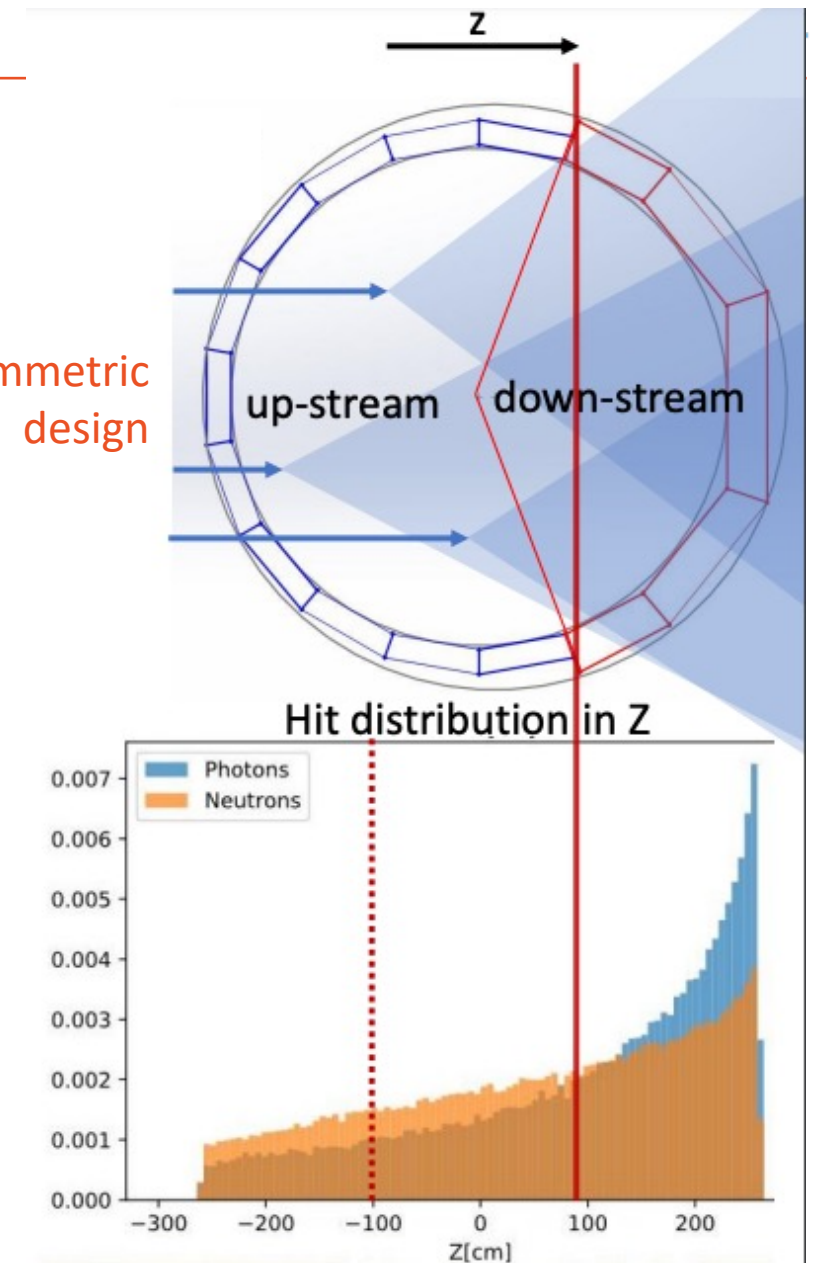 Z
mmetric
design
up-stream
down-stream
Hit distribution in Z
Photons
Neutrons
0.007
0.006
0.005
0.004
0.003
0.002
0.001
0.000
−300
−200
−100
0
100
200
Z[cm]